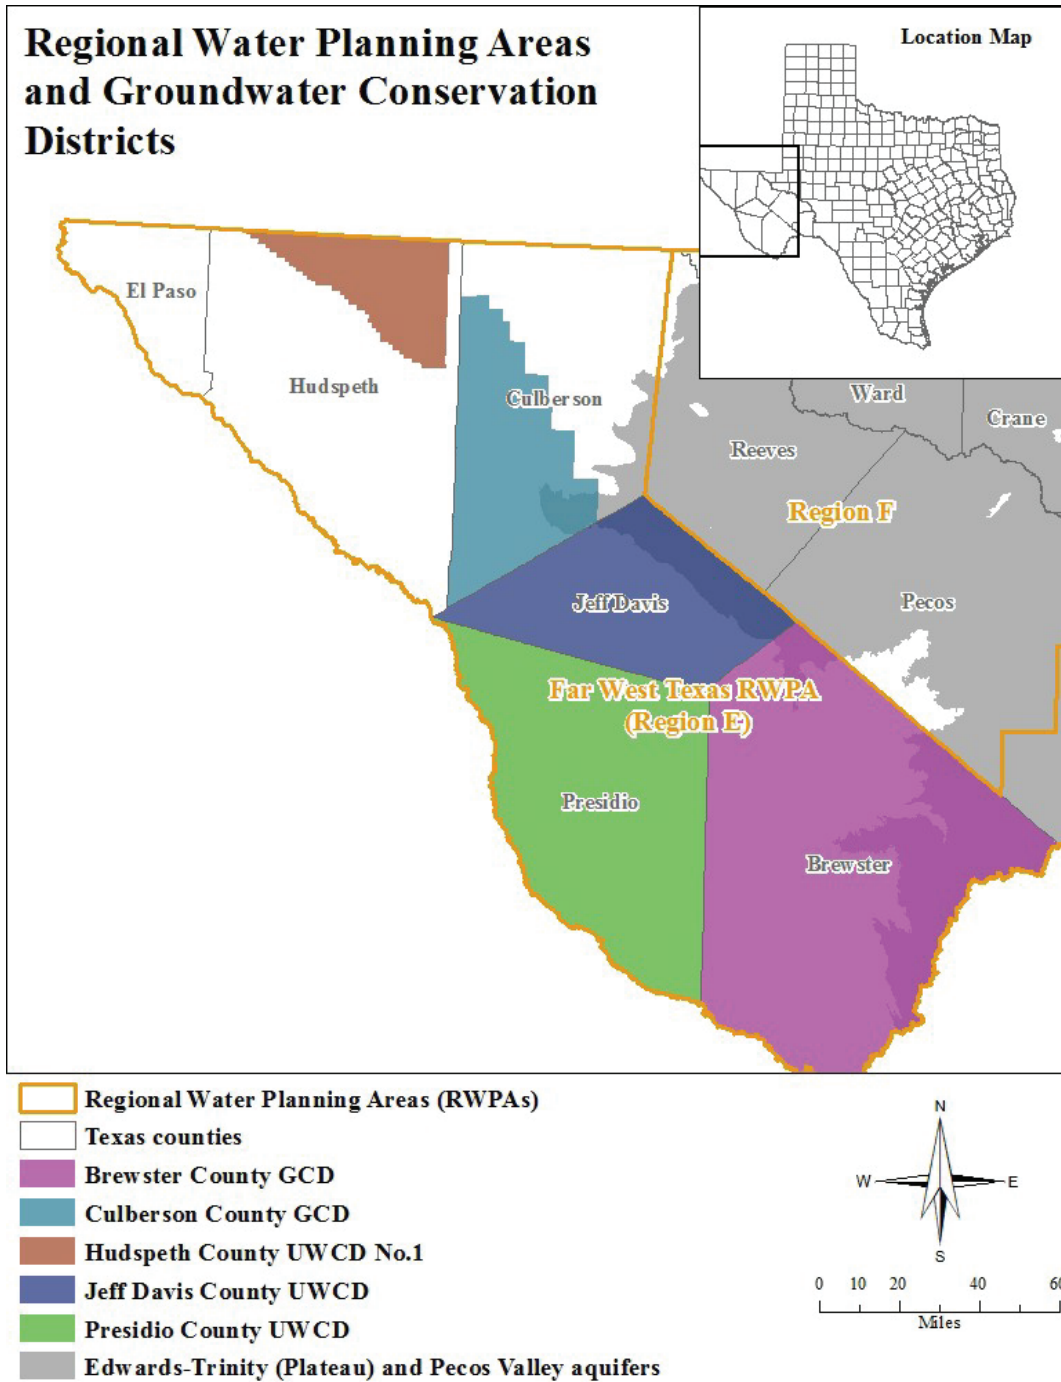 Regional Water Planning Areas
and Groundwater Conservation
Districts
Location Map
El Paso
Hudspeth
Culberson
Ward
Crane
Reeves
Region F
Jeff Davis
Pecos
Far West Texas RWPA
(Region E)
Presidio
Brewster
Regional Water Planning Areas (RWPAs)
Texas counties
Brewster County GCD
Culberson County GCD
Hudspeth County UWCD No.1
Jeff Davis County UWCD
Presidio County UWCD
Edwards-Trinity (Plateau) and Pecos Valley aquifers
N
W E
S
0 10 20 40 60
Miles